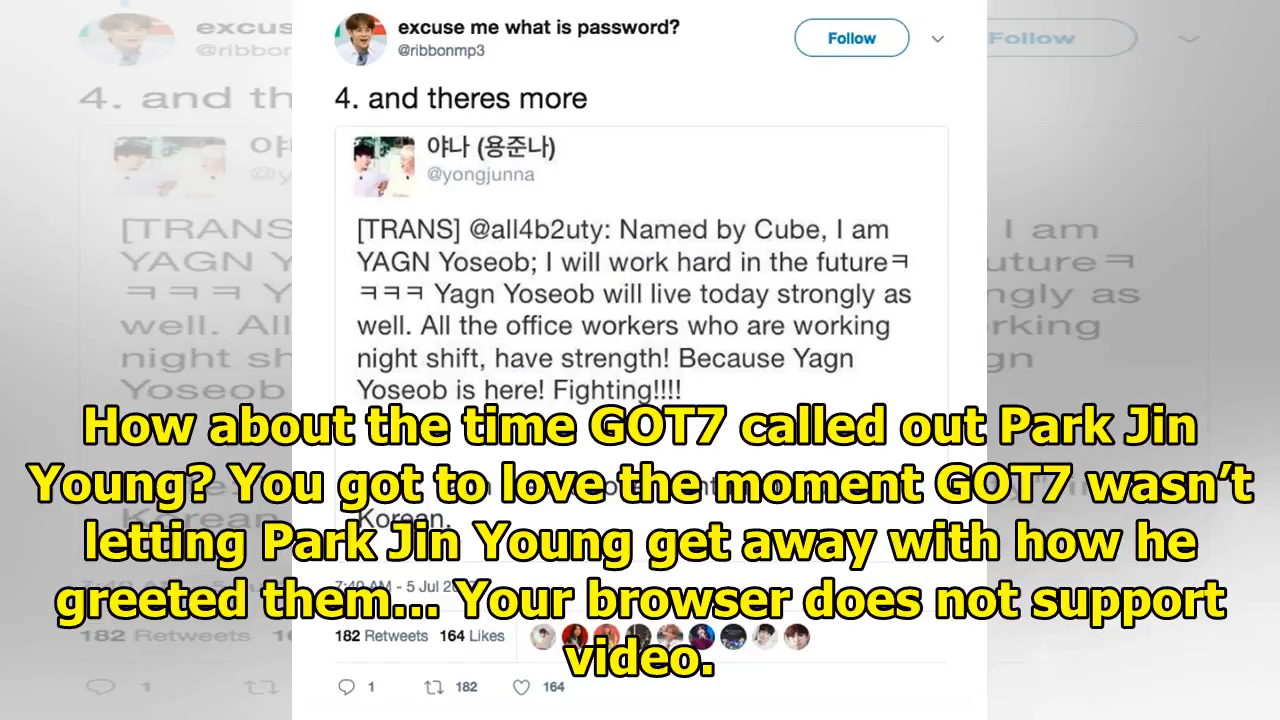 excuse me what is password?
@ribbonmp3
Follow
4. and theres more
야나 (용준나)
@yongjunna
[TRANS] @all4b2uty: Named by Cube, I am
YAGN Yoseob; I will work hard in the futureㅋ
ㅋㅋㅋ Yagn Yoseob will live today strongly as
well. All the office workers who are working
night shift, have strength! Because Yagn
Yoseob is here! Fighting!!!!
How about the time GOT7 called out Park Jin
Young? You got to love the moment GOT7 wasn’t
letting Park Jin Young get away with how he
greeted them... Your browser does not support
video.
Korean.
7:40 AM - 5 Jul
182 Retweets 164 Likes
1 182 164